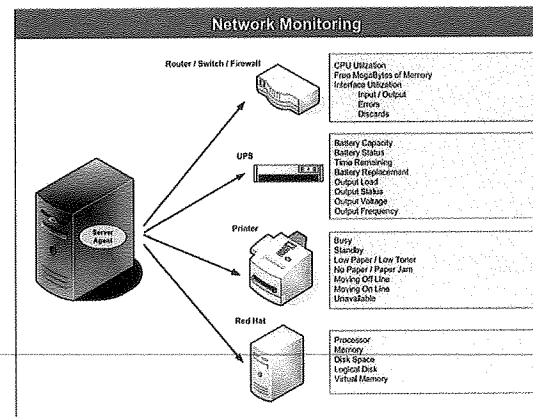 Network Monitoring
Router / Switch / Firewall
CPU Utilization
Free MegaBytes of Memory
Interface Utilization
Input / Output
Errors
Discards
UPS
Battery Capacity
Battery Status
Time Remaining
Battery Replacement
Output Load
Output Status
Output Voltage
Output Frequency
Server
Agent
Printer
Busy
Standby
Low Paper / Low Toner
No Paper / Paper Jam
Moving Off Line
Moving On Line
Unavailable
Red Hat
Processor
Memory
Disk Space
Logical Disk
Virtual Memory